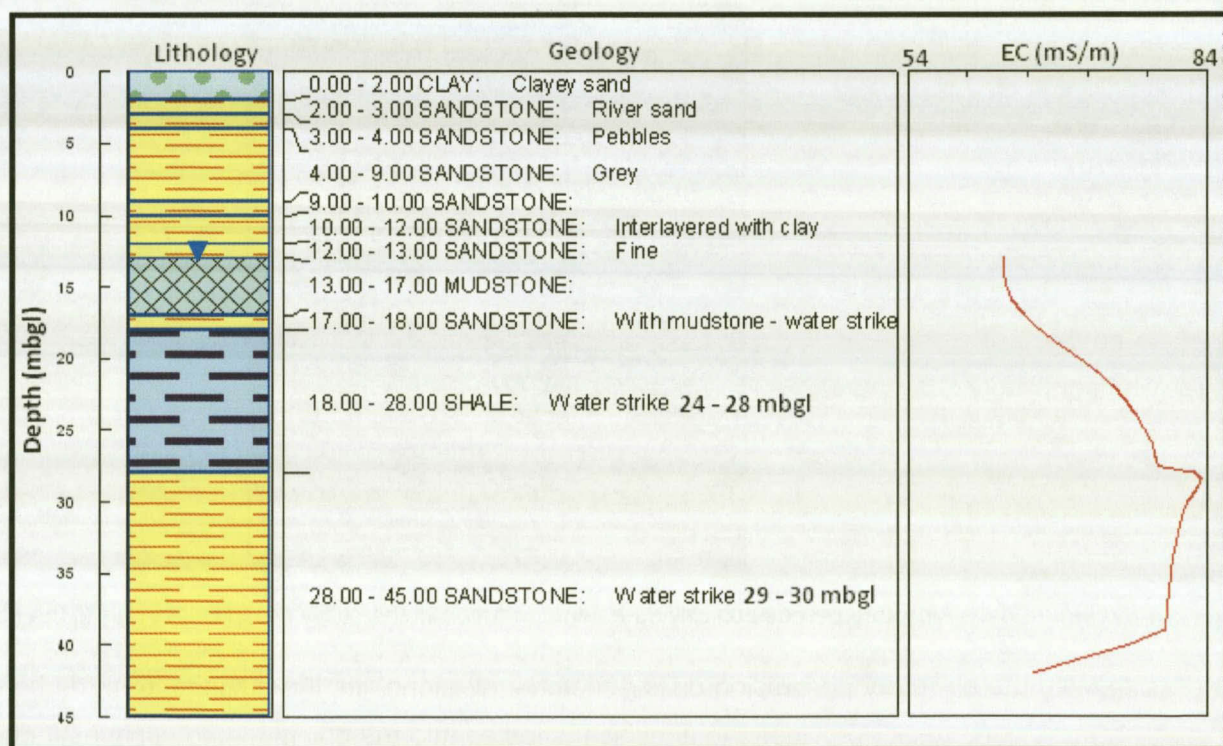 Lithology Geology EC (mS/m)
54 84
0
5
10
15
20
25
30
35
40
45
Depth (mbgl)
0.00 - 2.00 CLAY: Clayey sand
2.00 - 3.00 SANDSTONE: River sand
3.00 - 4.00 SANDSTONE: Pebbles
4.00 - 9.00 SANDSTONE: Grey
9.00 - 10.00 SANDSTONE:
10.00 - 12.00 SANDSTONE: Interlayered with clay
12.00 - 13.00 SANDSTONE: Fine
13.00 - 17.00 MUDSTONE:
17.00 - 18.00 SANDSTONE: With mudstone - water strike
18.00 - 28.00 SHALE: Water strike 24 - 28 mbgl
28.00 - 45.00 SANDSTONE: Water strike 29 - 30 mbgl